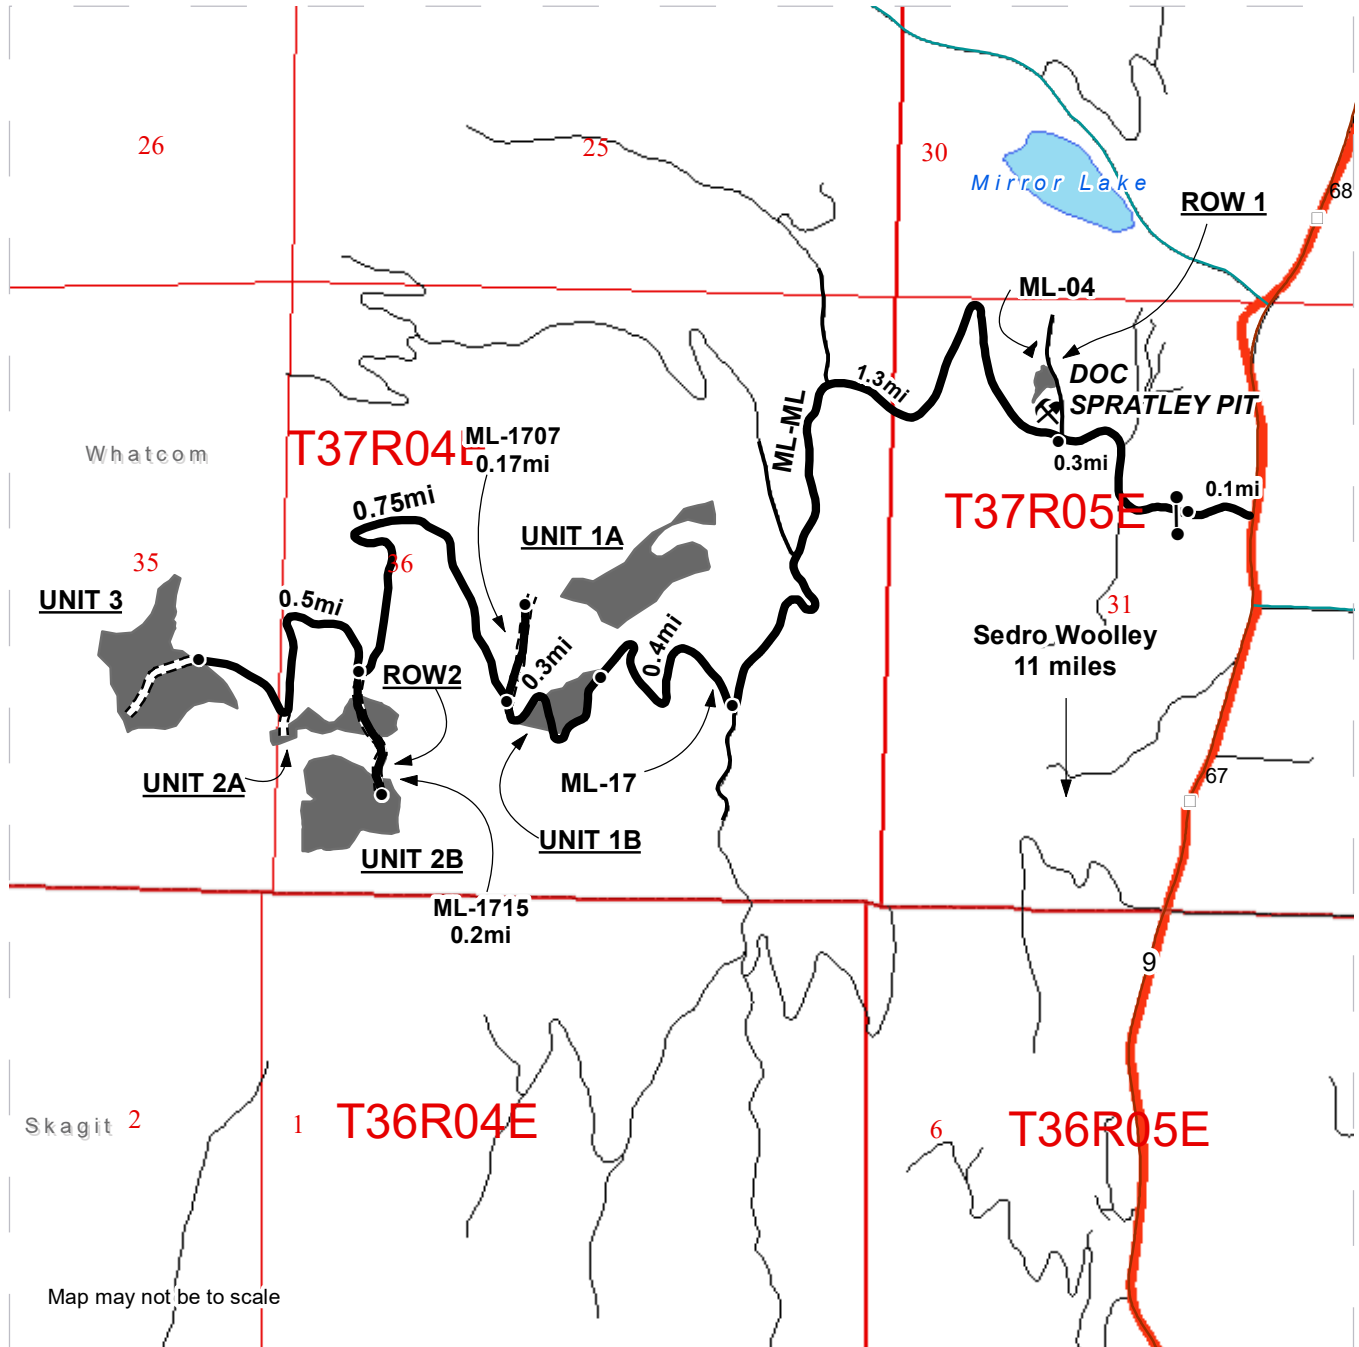 26
25
30
68
Mirror Lake
ROW 1
ML-04
1.3mi
DOC
SPRATLEY PIT
ML-ML
Whatcom
T37R04E
ML-1707
0.17mi
0.3mi
0.1mi
0.75mi
T37R05E
UNIT 1A
35
36
UNIT 3
0.5mi
31
Sedro Woolley
11 miles
0.4mi
0.3mi
ROW2
UNIT 2A
ML-17
67
UNIT 1B
UNIT 2B
ML-1715
0.2mi
9
Skagit
2
1
T36R04E
6
T36R05E
Map may not be to scale